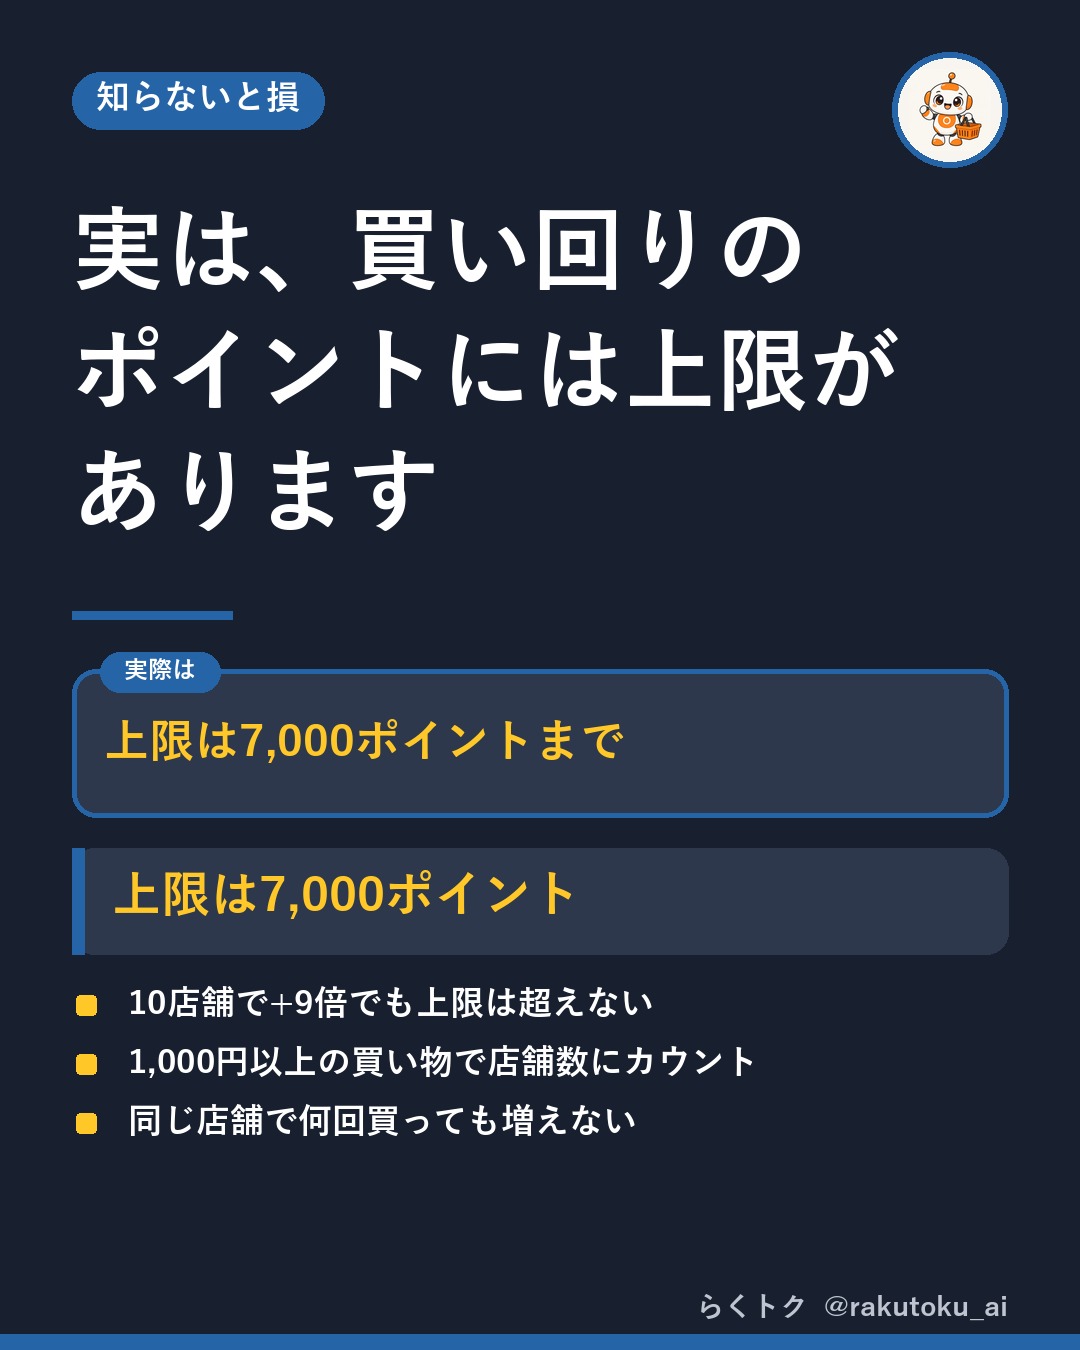 知らないと損
実は、買い回りの
ポイントには上限が
あります
実際は
上限は7,000ポイントまで
上限は7,000ポイント
10店舗で+9倍でも上限は超えない
1,000円以上の買い物で店舗数にカウント
同じ店舗で何回買っても増えない
らくトク @rakutoku_ai